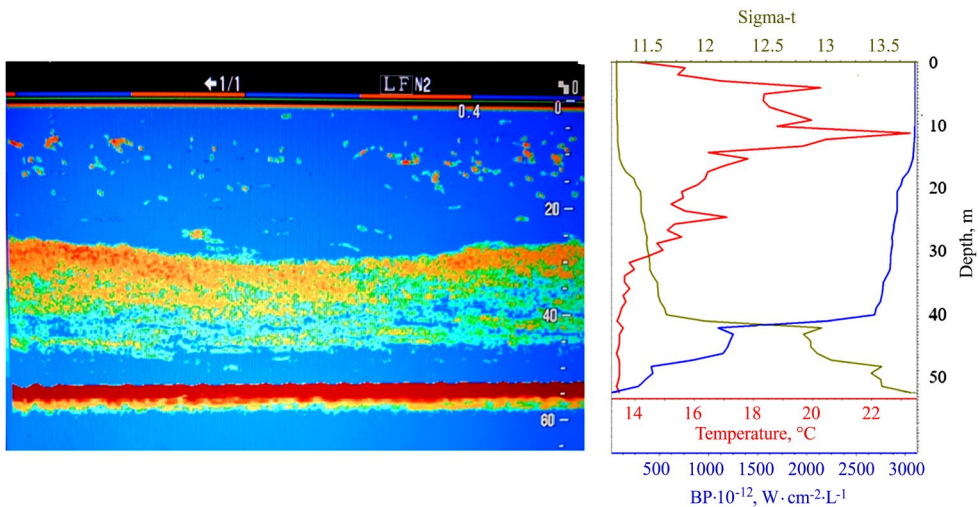 ←1/1
LF N2
0
0.4
0
20
40
60
Sigma-t
11.5 12 12.5 13 13.5
0
10
20
30
40
50
Depth, m
14 16 18 20 22
Temperature, °C
500 1000 1500 2000 2500 3000
BP·10⁻¹², W·cm⁻²·L⁻¹